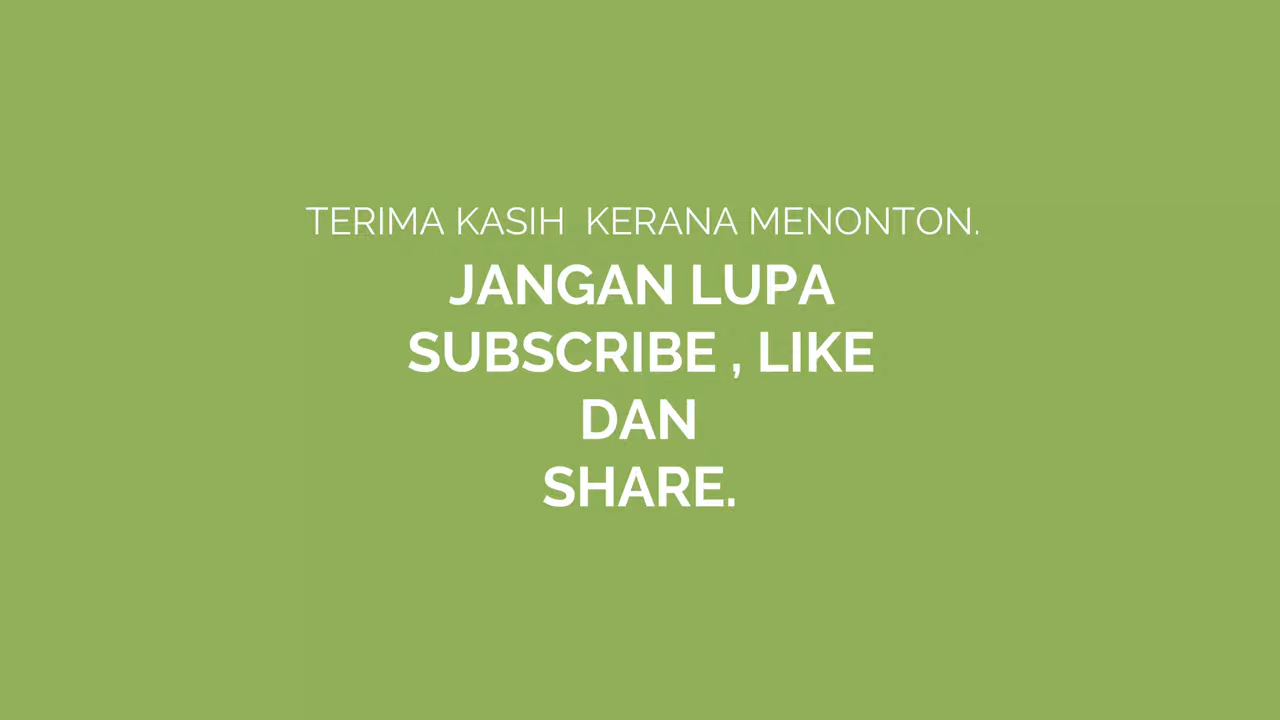 TERIMA KASIH  KERANA MENONTON.
JANGAN LUPA
SUBSCRIBE , LIKE
DAN
SHARE.